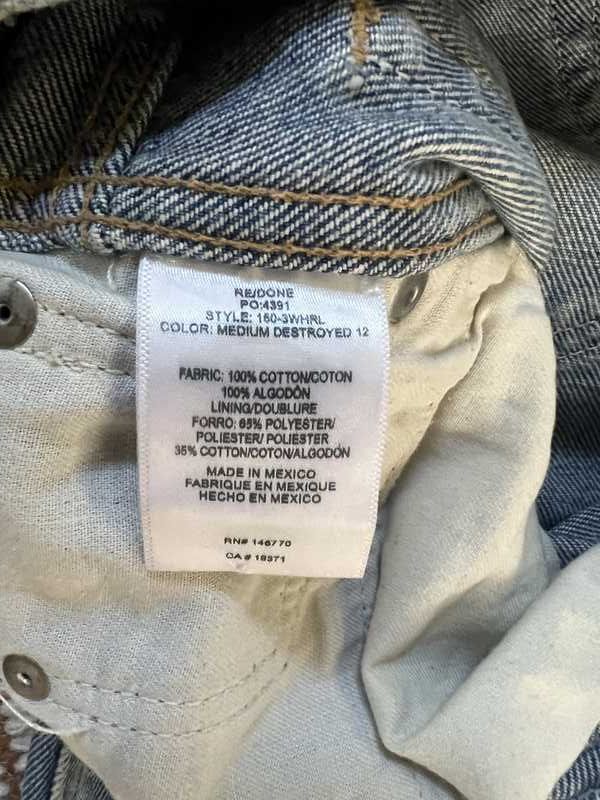 RE/DONE
PO:4391
STYLE: 160-3WHRL
COLOR: MEDIUM DESTROYED 12
FABRIC: 100% COTTON/COTON
100% ALGODÓN
LINING/DOUBLURE
FORRO: 65% POLYESTER/
POLIESTER/ POLIESTER
35% COTTON/COTON/ALGODÓN
MADE IN MEXICO
FABRIQUE EN MEXIQUE
HECHO EN MEXICO
RN# 146770
CA # 18371